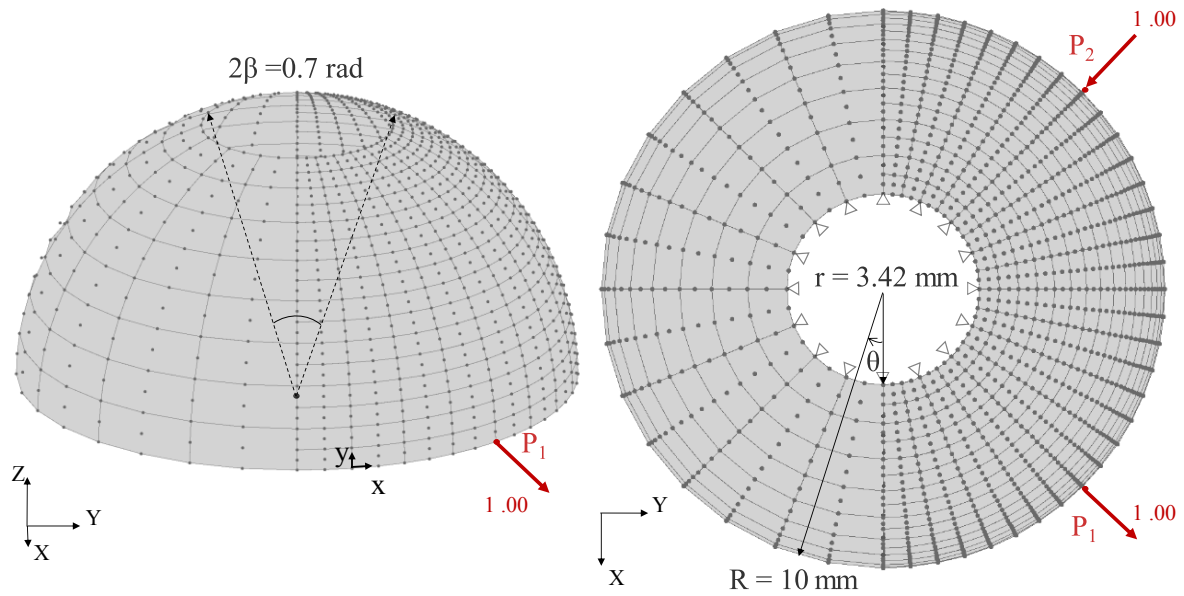 2β =0.7 rad
P1
y
x
1 .00
Z
Y
X
1 .00
P2
r = 3.42 mm
θ
P1
1 .00
Y
X
R = 10 mm